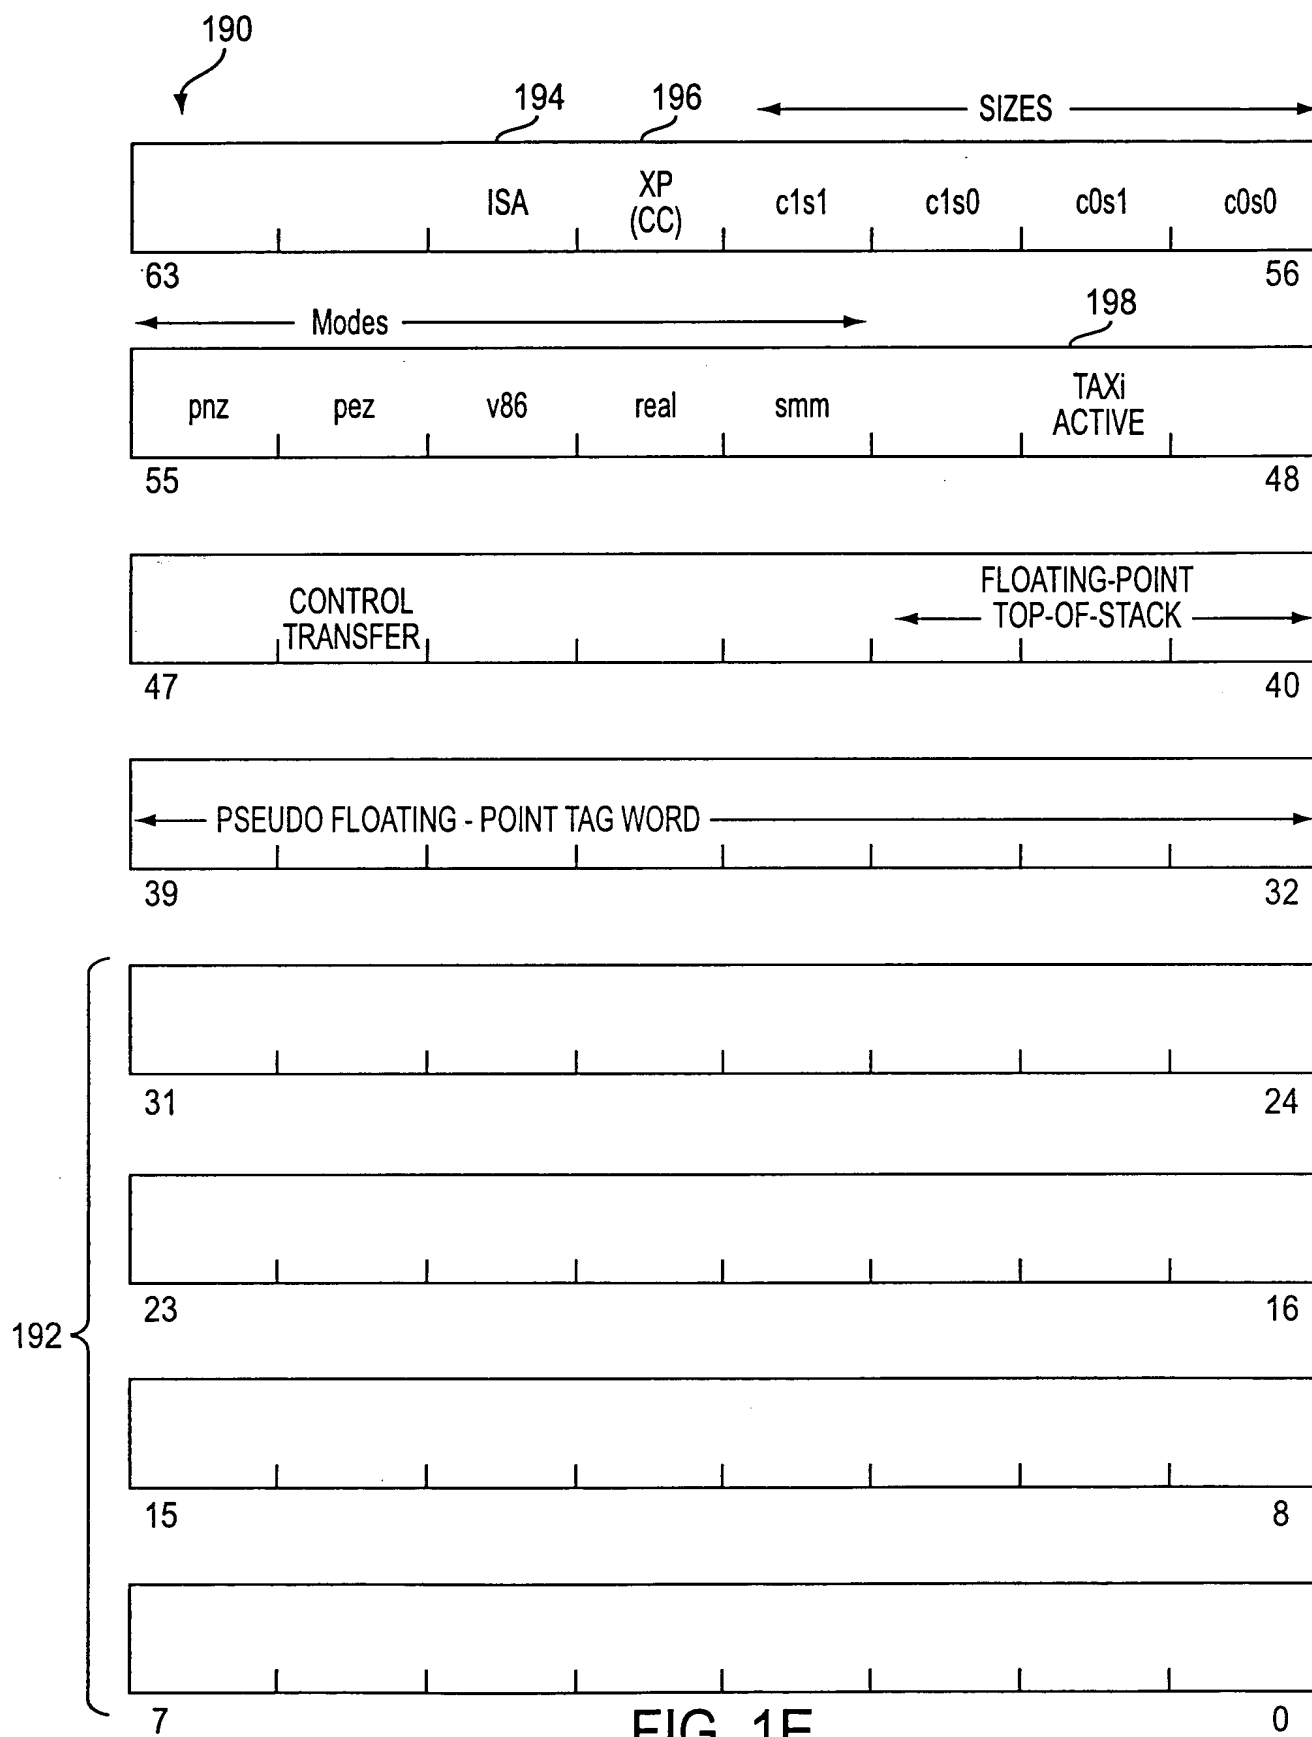 190
194 196 SIZES
ISA XP (CC) c1s1 c1s0 c0s1 c0s0
63 56
Modes 198
pnz pez v86 real smm TAXi ACTIVE
55 48
CONTROL TRANSFER FLOATING-POINT TOP-OF-STACK
47 40
PSEUDO FLOATING - POINT TAG WORD
39 32
31 24
23 16
192
15 8
7 0